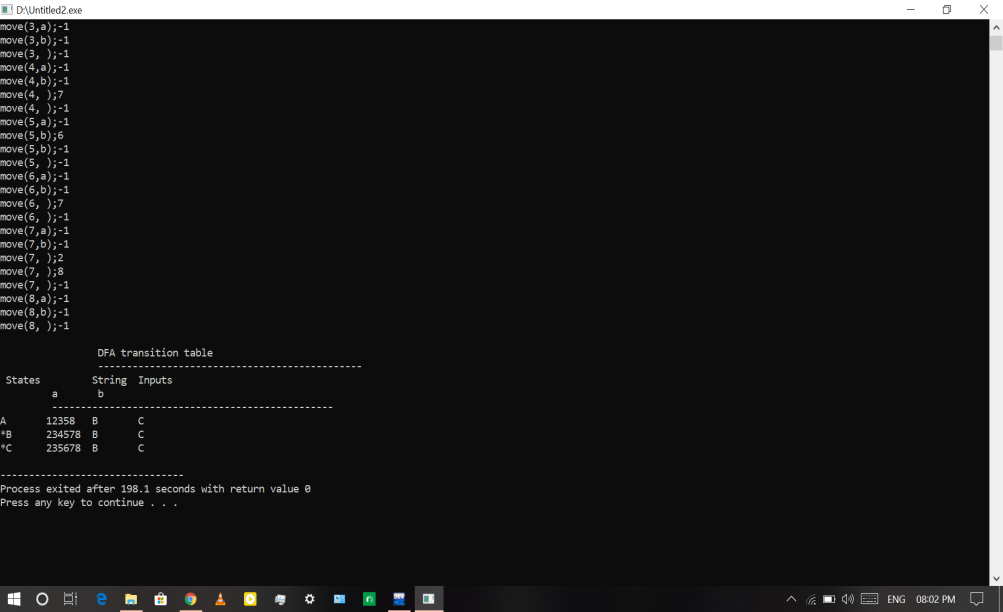 D:\Untitled2.exe
move(3,a);-1
move(3,b);-1
move(3, );-1
move(4,a);-1
move(4,b);-1
move(4, );7
move(4, );-1
move(5,a);-1
move(5,b);6
move(5,b);-1
move(5, );-1
move(6,a);-1
move(6,b);-1
move(6, );7
move(6, );-1
move(7,a);-1
move(7,b);-1
move(7, );2
move(7, );8
move(7, );-1
move(8,a);-1
move(8,b);-1
move(8, );-1
DFA transition table
----------------------------------------------
States String Inputs
a b
-------------------------------------------------
A 12358 B C
*B 234578 B C
*C 235678 B C
--------------------------------
Process exited after 198.1 seconds with return value 0
Press any key to continue . . .
ENG 08:02 PM